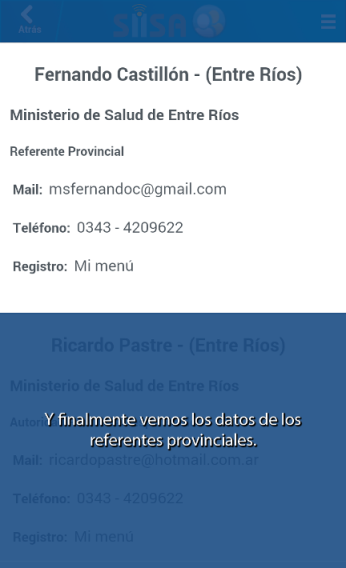 Atrás
SIISA
Fernando Castillón - (Entre Ríos)
Ministerio de Salud de Entre Ríos
Referente Provincial
Mail: msfernandoc@gmail.com
Teléfono: 0343 - 4209622
Registro: Mi menú
Ricardo Pastre - (Entre Ríos)
Ministerio de Salud de Entre Ríos
Y finalmente vemos los datos de los
referentes provinciales.
Mail: ricardopastre@hotmail.com.ar
Teléfono: 0343 - 4209622
Registro: Mi menú